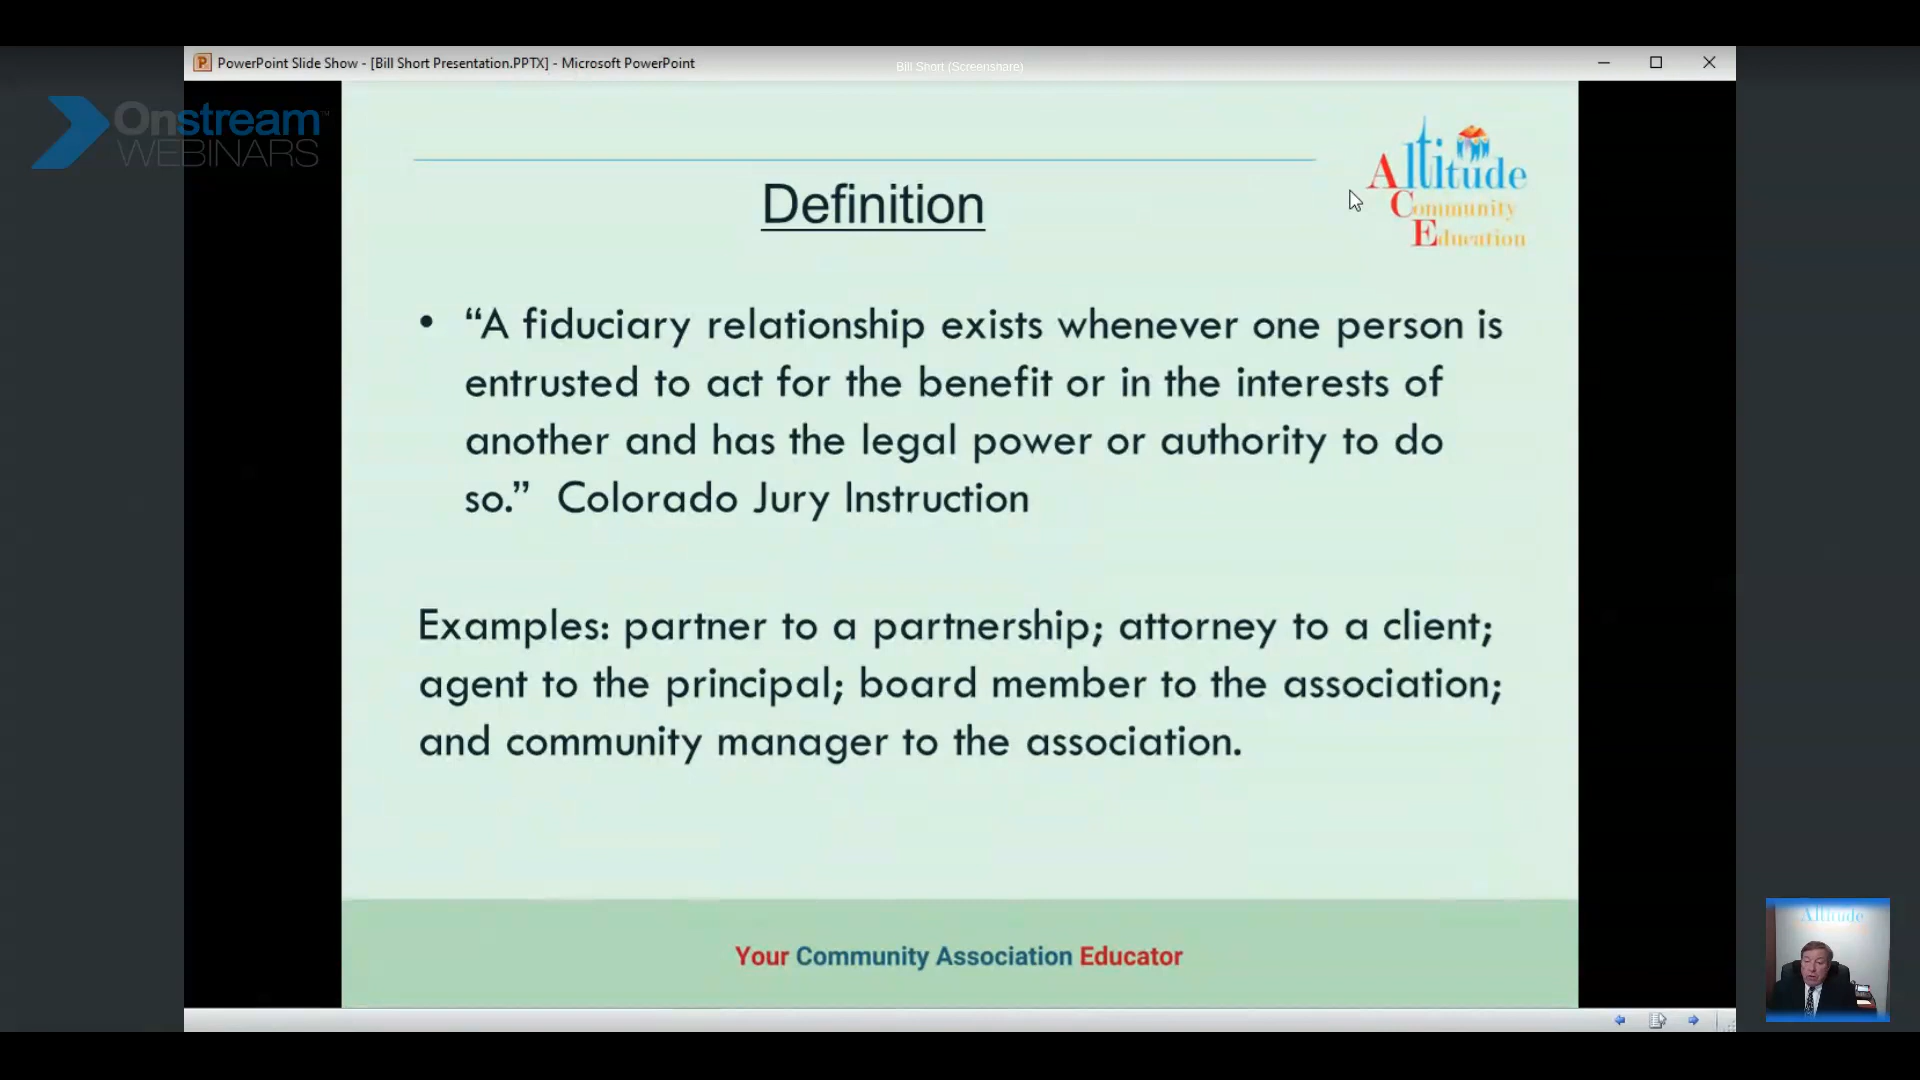 PowerPoint Slide Show - [Bill Short Presentation.PPTX] - Microsoft PowerPoint
Bill Short (Screenshare)
Onstream™
WEBINARS
Altitude
Community
Education
Definition
• “A fiduciary relationship exists whenever one person is
entrusted to act for the benefit or in the interests of
another and has the legal power or authority to do
so.” Colorado Jury Instruction
Examples: partner to a partnership; attorney to a client;
agent to the principal; board member to the association;
and community manager to the association.
Your Community Association Educator
Altitude